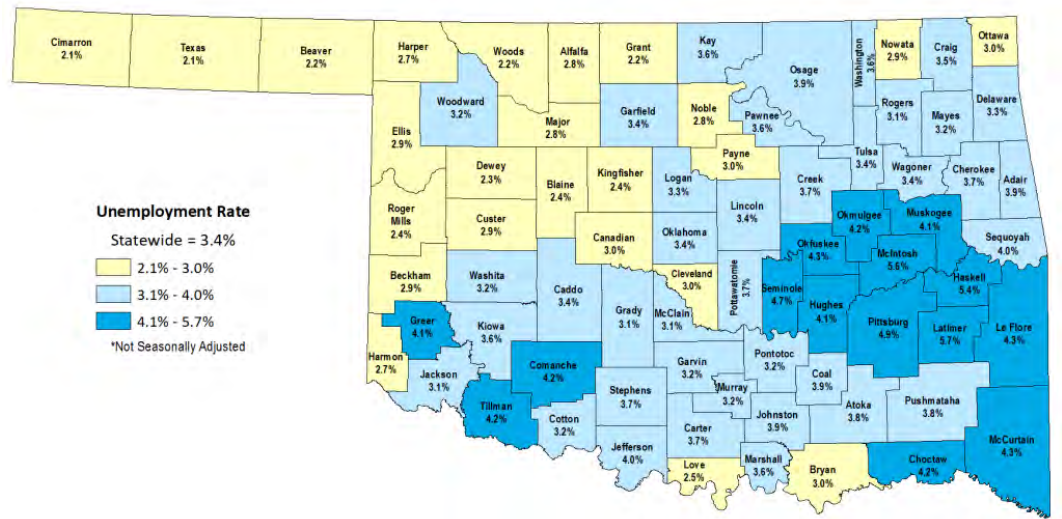 Cimarron
2.1%
Texas
2.1%
Beaver
2.2%
Harper
2.7%
Woods
2.2%
Alfalfa
2.8%
Grant
2.2%
Kay
3.6%
Osage
3.9%
Washington
3.6%
Nowata
2.9%
Craig
3.5%
Ottawa
3.0%
Woodward
3.2%
Ellis
2.9%
Major
2.8%
Garfield
3.4%
Noble
2.8%
Pawnee
3.6%
Rogers
3.1%
Mayes
3.2%
Delaware
3.3%
Dewey
2.3%
Blaine
2.4%
Kingfisher
2.4%
Logan
3.3%
Payne
3.0%
Creek
3.7%
Tulsa
3.4%
Wagoner
3.4%
Cherokee
3.7%
Adair
3.9%
Roger
Mills
2.4%
Custer
2.9%
Canadian
3.0%
Oklahoma
3.4%
Lincoln
3.4%
Okmulgee
4.2%
Muskogee
4.1%
Sequoyah
4.0%
Okfuskee
4.3%
McIntosh
5.6%
Unemployment Rate
Statewide = 3.4%
2.1% - 3.0%
3.1% - 4.0%
4.1% - 5.7%
*Not Seasonally Adjusted
Beckham
2.9%
Washita
3.2%
Caddo
3.4%
Grady
3.1%
McClain
3.1%
Cleveland
3.0%
Pottawatomie
3.7%
Seminole
4.7%
Hughes
4.1%
Pittsburg
4.9%
Haskell
5.4%
Latimer
5.7%
Le Flore
4.3%
Greer
4.1%
Kiowa
3.6%
Harmon
2.7%
Jackson
3.1%
Comanche
4.2%
Tillman
4.2%
Cotton
3.2%
Stephens
3.7%
Jefferson
4.0%
Garvin
3.2%
Murray
3.2%
Pontotoc
3.2%
Coal
3.9%
Carter
3.7%
Johnston
3.9%
Atoka
3.8%
Pushmataha
3.8%
McCurtain
4.3%
Love
2.5%
Marshall
3.6%
Bryan
3.0%
Choctaw
4.2%